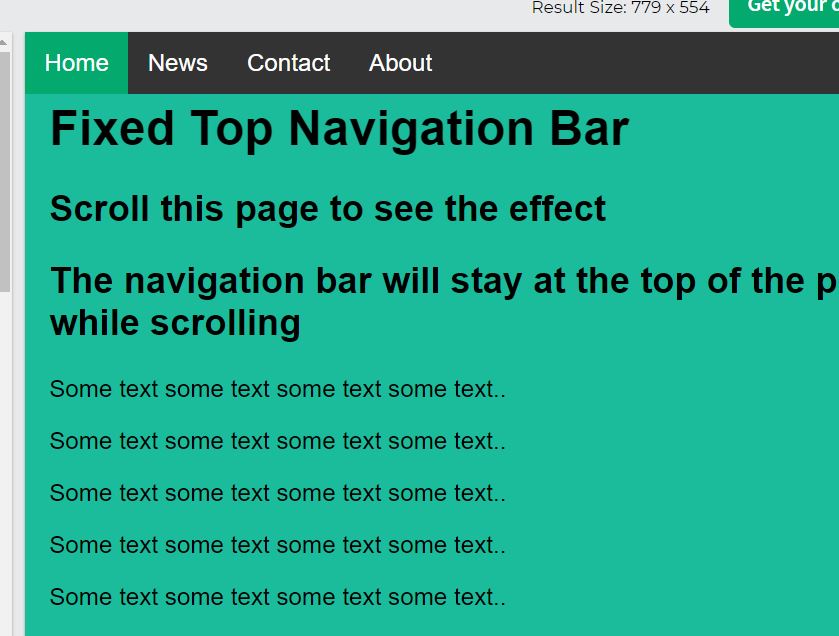 Result Size: 779 x 554
Get your
Home News Contact About
Fixed Top Navigation Bar
Scroll this page to see the effect
The navigation bar will stay at the top of the
while scrolling
Some text some text some text some text..
Some text some text some text some text..
Some text some text some text some text..
Some text some text some text some text..
Some text some text some text some text..